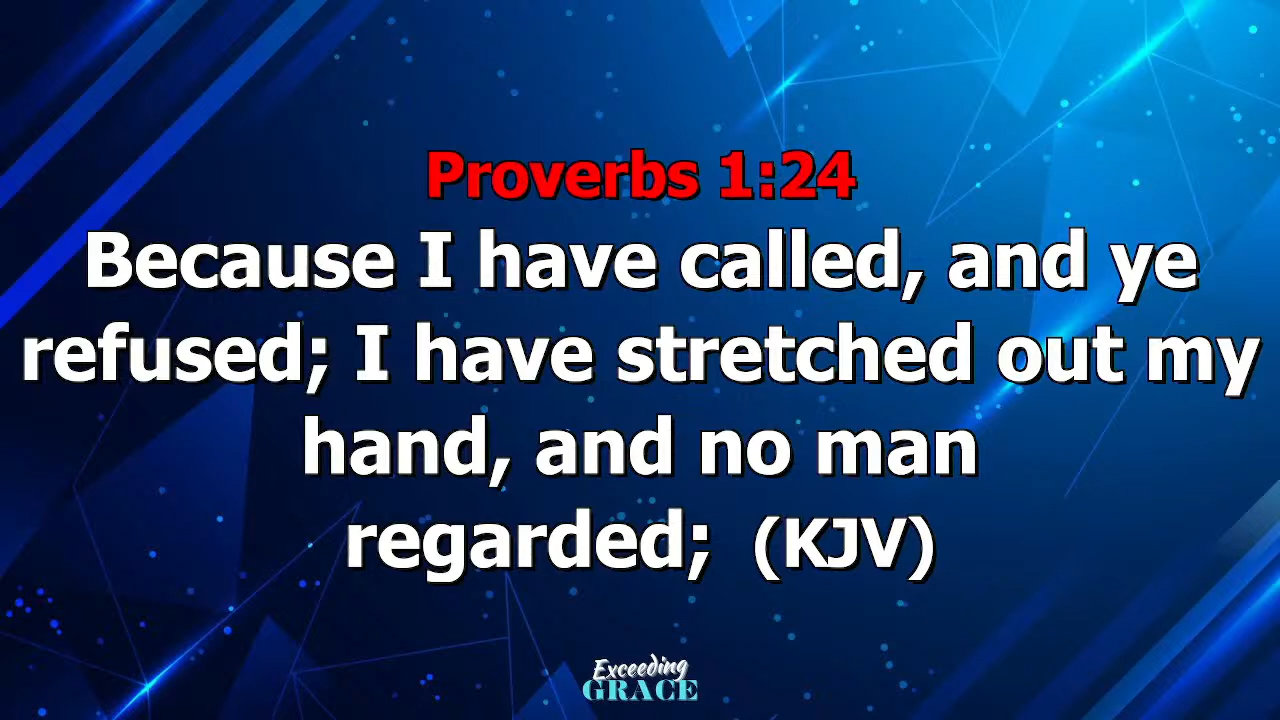 Proverbs 1:24
Because I have called, and ye
refused; I have stretched out my
hand, and no man
regarded; (KJV)
Exceeding
GRACE